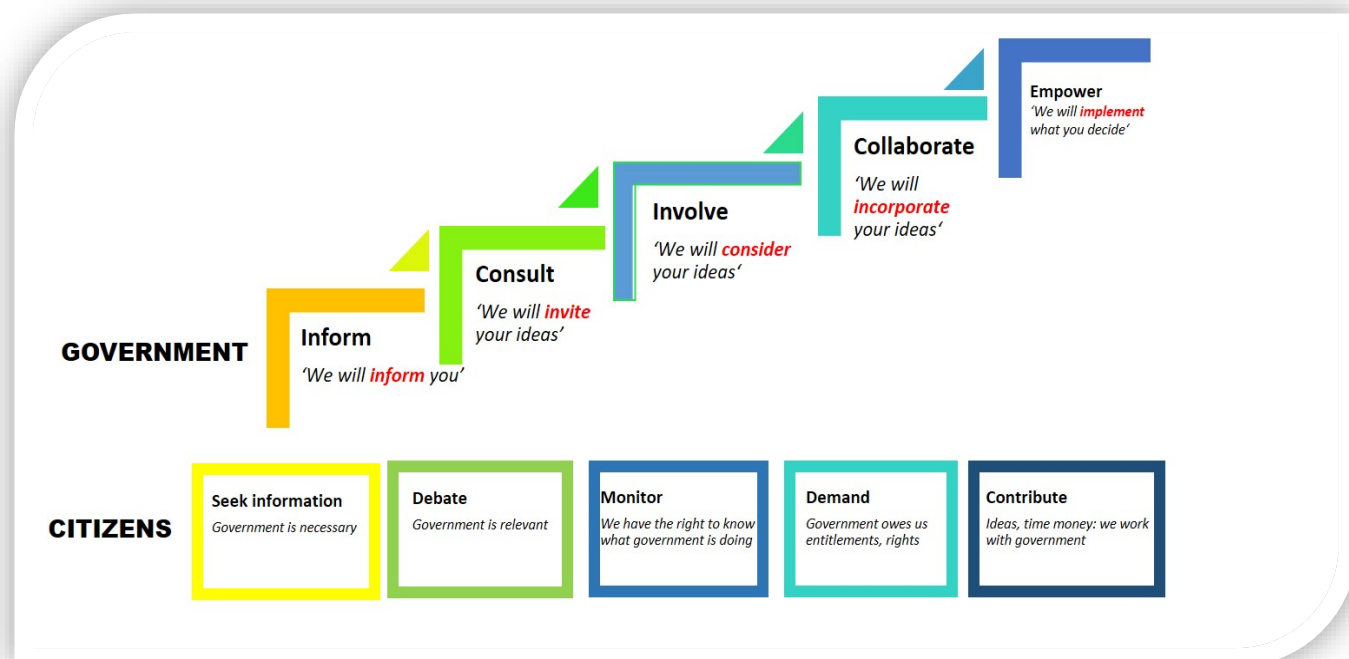 Empower
‘We will implement
what you decide‘
Collaborate
‘We will
incorporate
your ideas‘
Involve
‘We will consider
your ideas‘
Consult
‘We will invite
your ideas’
GOVERNMENT
Inform
‘We will inform you’
CITIZENS
Seek information
Government is necessary
Debate
Government is relevant
Monitor
We have the right to know
what government is doing
Demand
Government owes us
entitlements, rights
Contribute
Ideas, time money: we work
with government